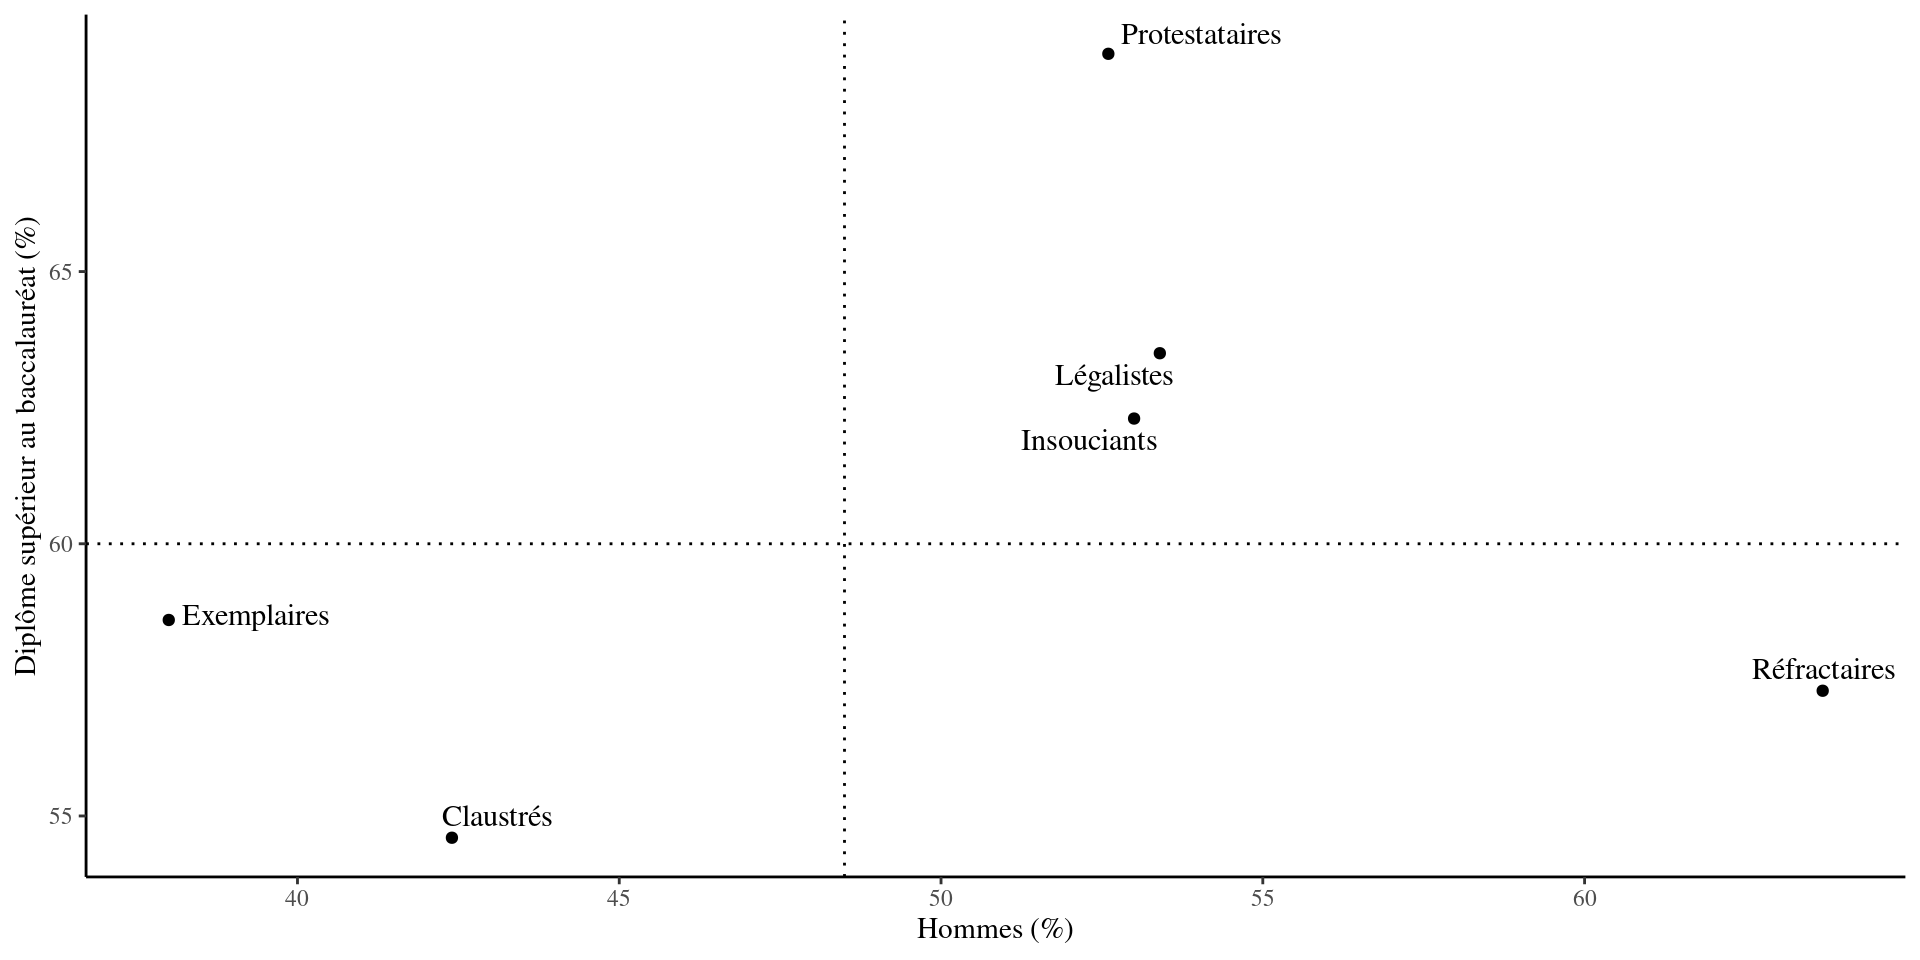 Protestataires
65
Légalistes
Insouciants
Diplôme supérieur au baccalauréat (%)
60
Exemplaires
Réfractaires
Claustrés
55
40
45
50
55
60
Hommes (%)